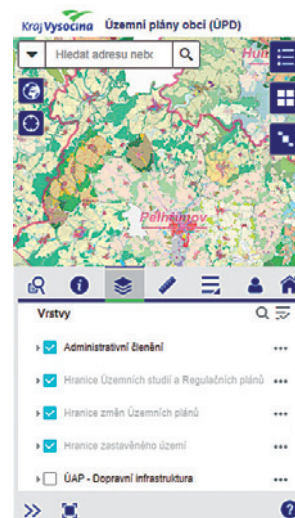 Kraj Vysočina Územní plány obcí (ÚPD)
Hledat adresu nebo
Hum
Pelhřimov
Vrstvy
Administrativní členění
Hranice Územních studií a Regulačních plánů
Hranice změn Územních plánů
Hranice zastavěného území
ÚAP - Dopravní infrastruktura